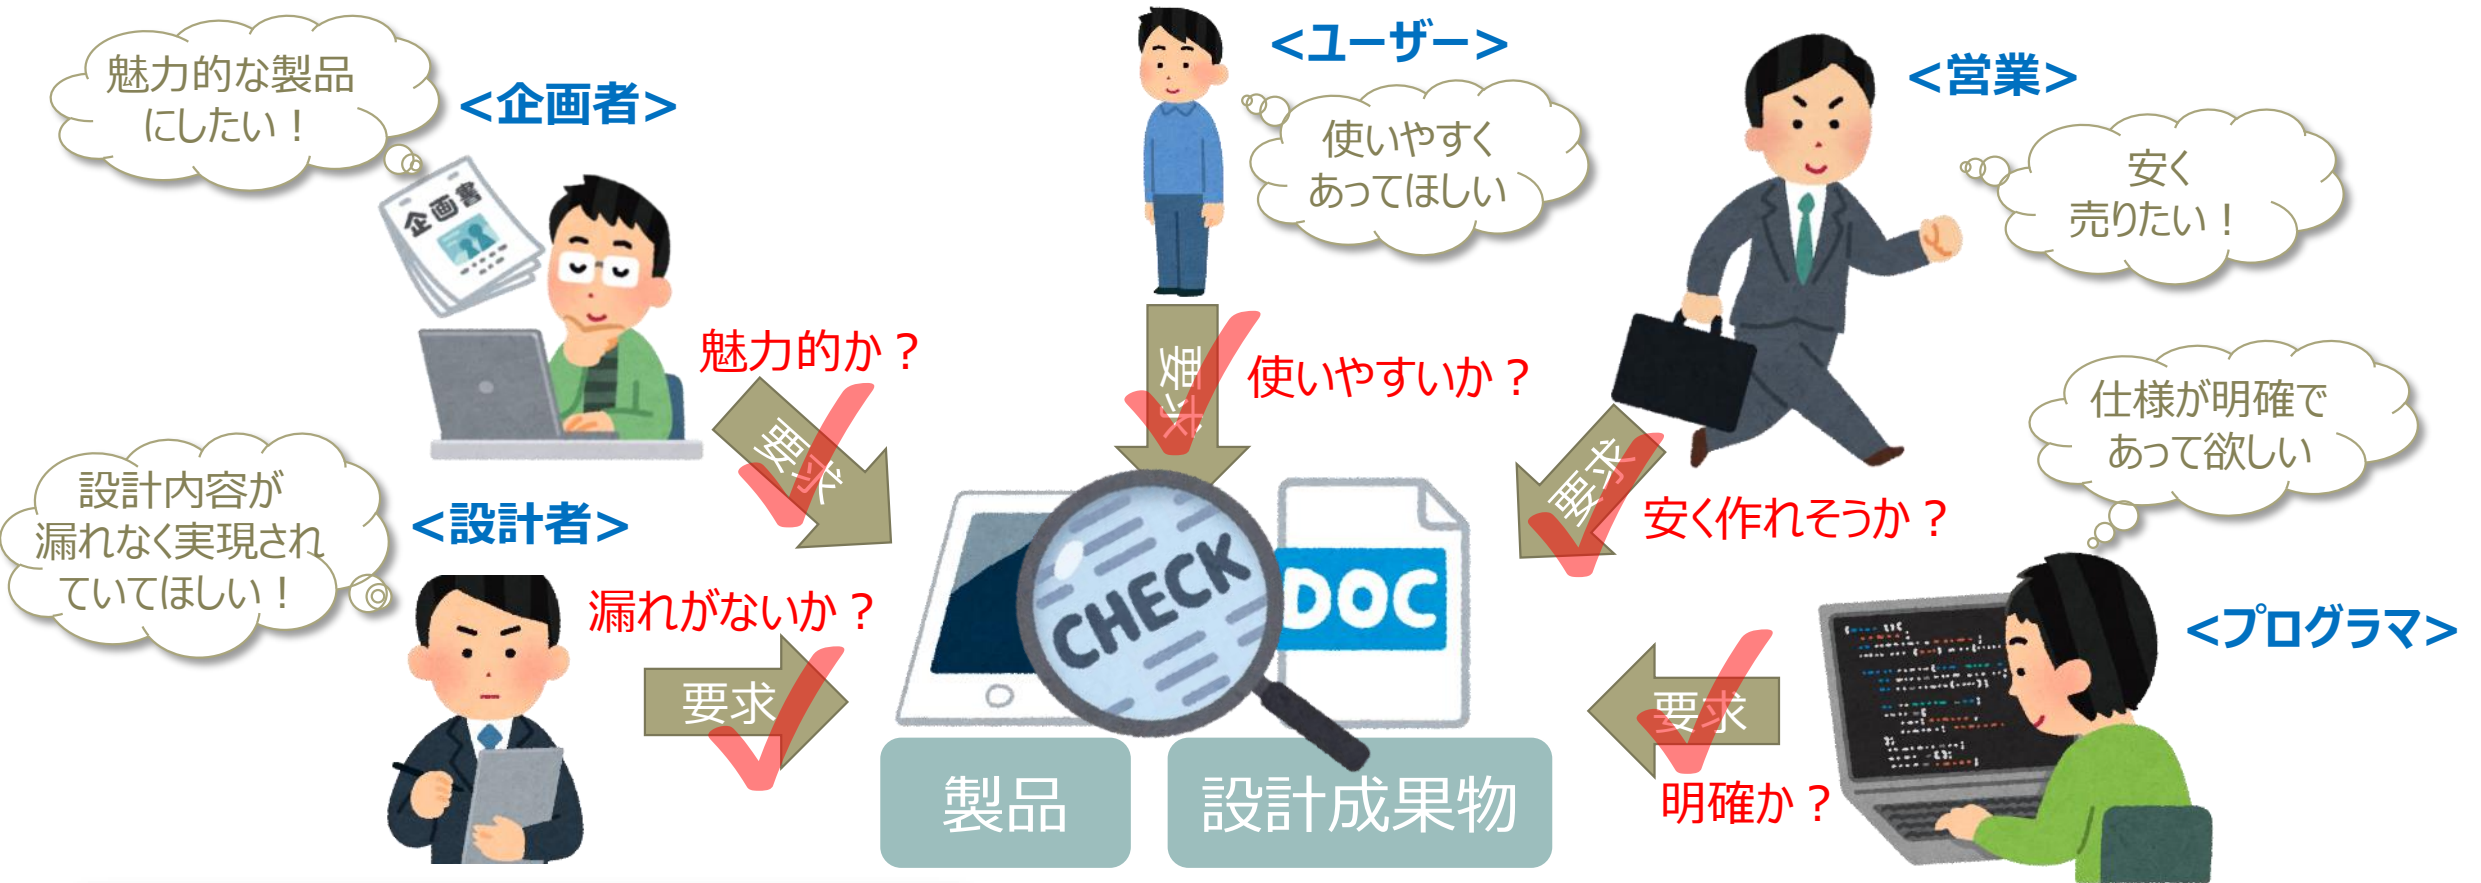 魅力的な製品
にしたい！
<企画者>
企画書
<ユーザー>
使いやすく
あってほしい
<営業>
安く
売りたい！
魅力的か？
要求
要求
使いやすいか？
要求
安く作れそうか？
仕様が明確で
あって欲しい
<プログラマ>
設計内容が
漏れなく実現され
ていてほしい！
<設計者>
漏れがないか？
要求
CHECK
DOC
要求
明確か？
製品
設計成果物